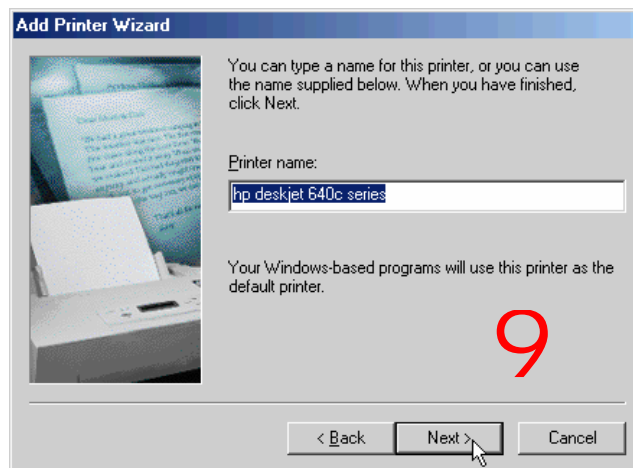 Add Printer Wizard
You can type a name for this printer, or you can use
the name supplied below. When you have finished,
click Next.
Printer name:
hp deskjet 640c series
Your Windows-based programs will use this printer as the
default printer.
9
< Back
Next >
Cancel